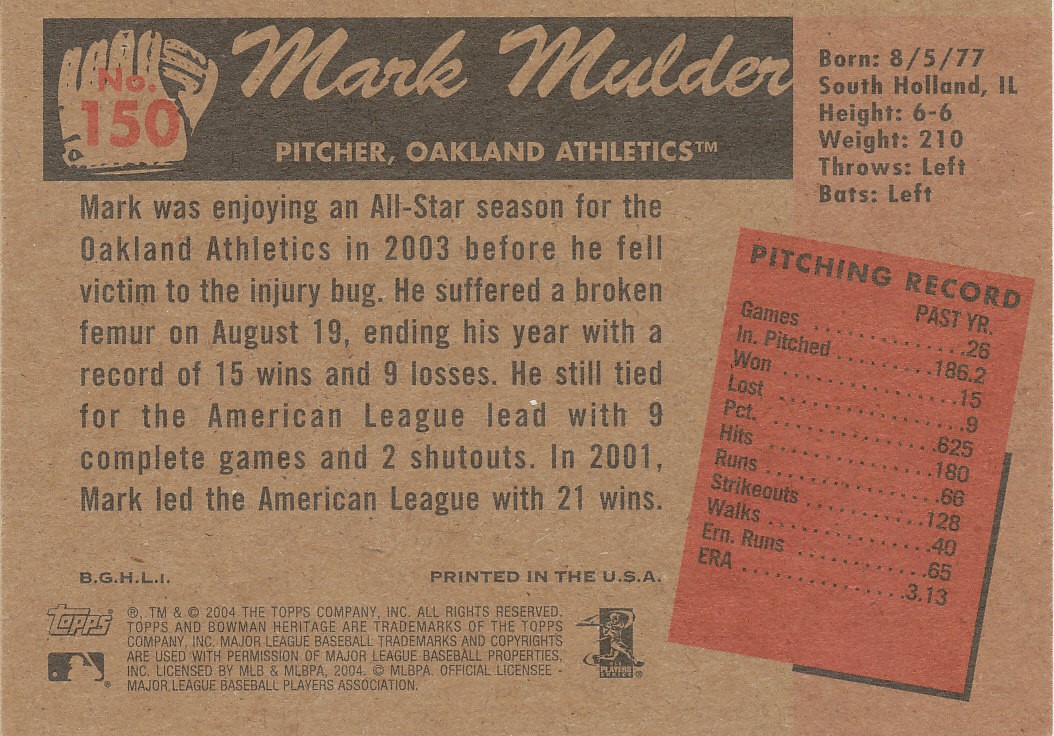 No.
150
Mark Mulder
PITCHER, OAKLAND ATHLETICS™
Born: 8/5/77
South Holland, IL
Height: 6-6
Weight: 210
Throws: Left
Bats: Left
Mark was enjoying an All-Star season for the
Oakland Athletics in 2003 before he fell
victim to the injury bug. He suffered a broken
femur on August 19, ending his year with a
record of 15 wins and 9 losses. He still tied
for the American League lead with 9
complete games and 2 shutouts. In 2001,
Mark led the American League with 21 wins.
PITCHING RECORD
PAST YR.
Games ............26
In. Pitched .........186.2
Won ...............15
Lost ...............9
Pct. ..............625
Hits .............180
Runs .............66
Strikeouts .........128
Walks .............40
Ern. Runs ..........65
ERA .............3.13
B.G.H.L.I. PRINTED IN THE U.S.A.
Topps
®, TM & © 2004 THE TOPPS COMPANY, INC. ALL RIGHTS RESERVED.
TOPPS AND BOWMAN HERITAGE ARE TRADEMARKS OF THE TOPPS
COMPANY, INC. MAJOR LEAGUE BASEBALL TRADEMARKS AND COPYRIGHTS
ARE USED WITH PERMISSION OF MAJOR LEAGUE BASEBALL PROPERTIES,
INC. LICENSED BY MLB & MLBPA, 2004. © MLBPA. OFFICIAL LICENSEE -
MAJOR LEAGUE BASEBALL PLAYERS ASSOCIATION.
PLAYERS
CHOICE ®